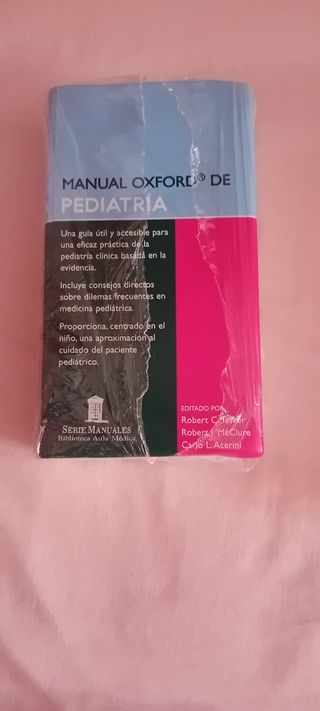 MANUAL OXFORD® DE
PEDIATRÍA
Una guía útil y accesible para
una eficaz práctica de la
pediatría clínica basada en la
evidencia.
Incluye consejos directos
sobre dilemas frecuentes en
medicina pediátrica.
Proporciona, centrado en el
niño, una aproximación al
cuidado del paciente
pediátrico.
SERIE MANUALES
Biblioteca Aula Médica
EDITADO POR
Robert C. Tasker
Robert J. McClure
Carlo L. Acerini